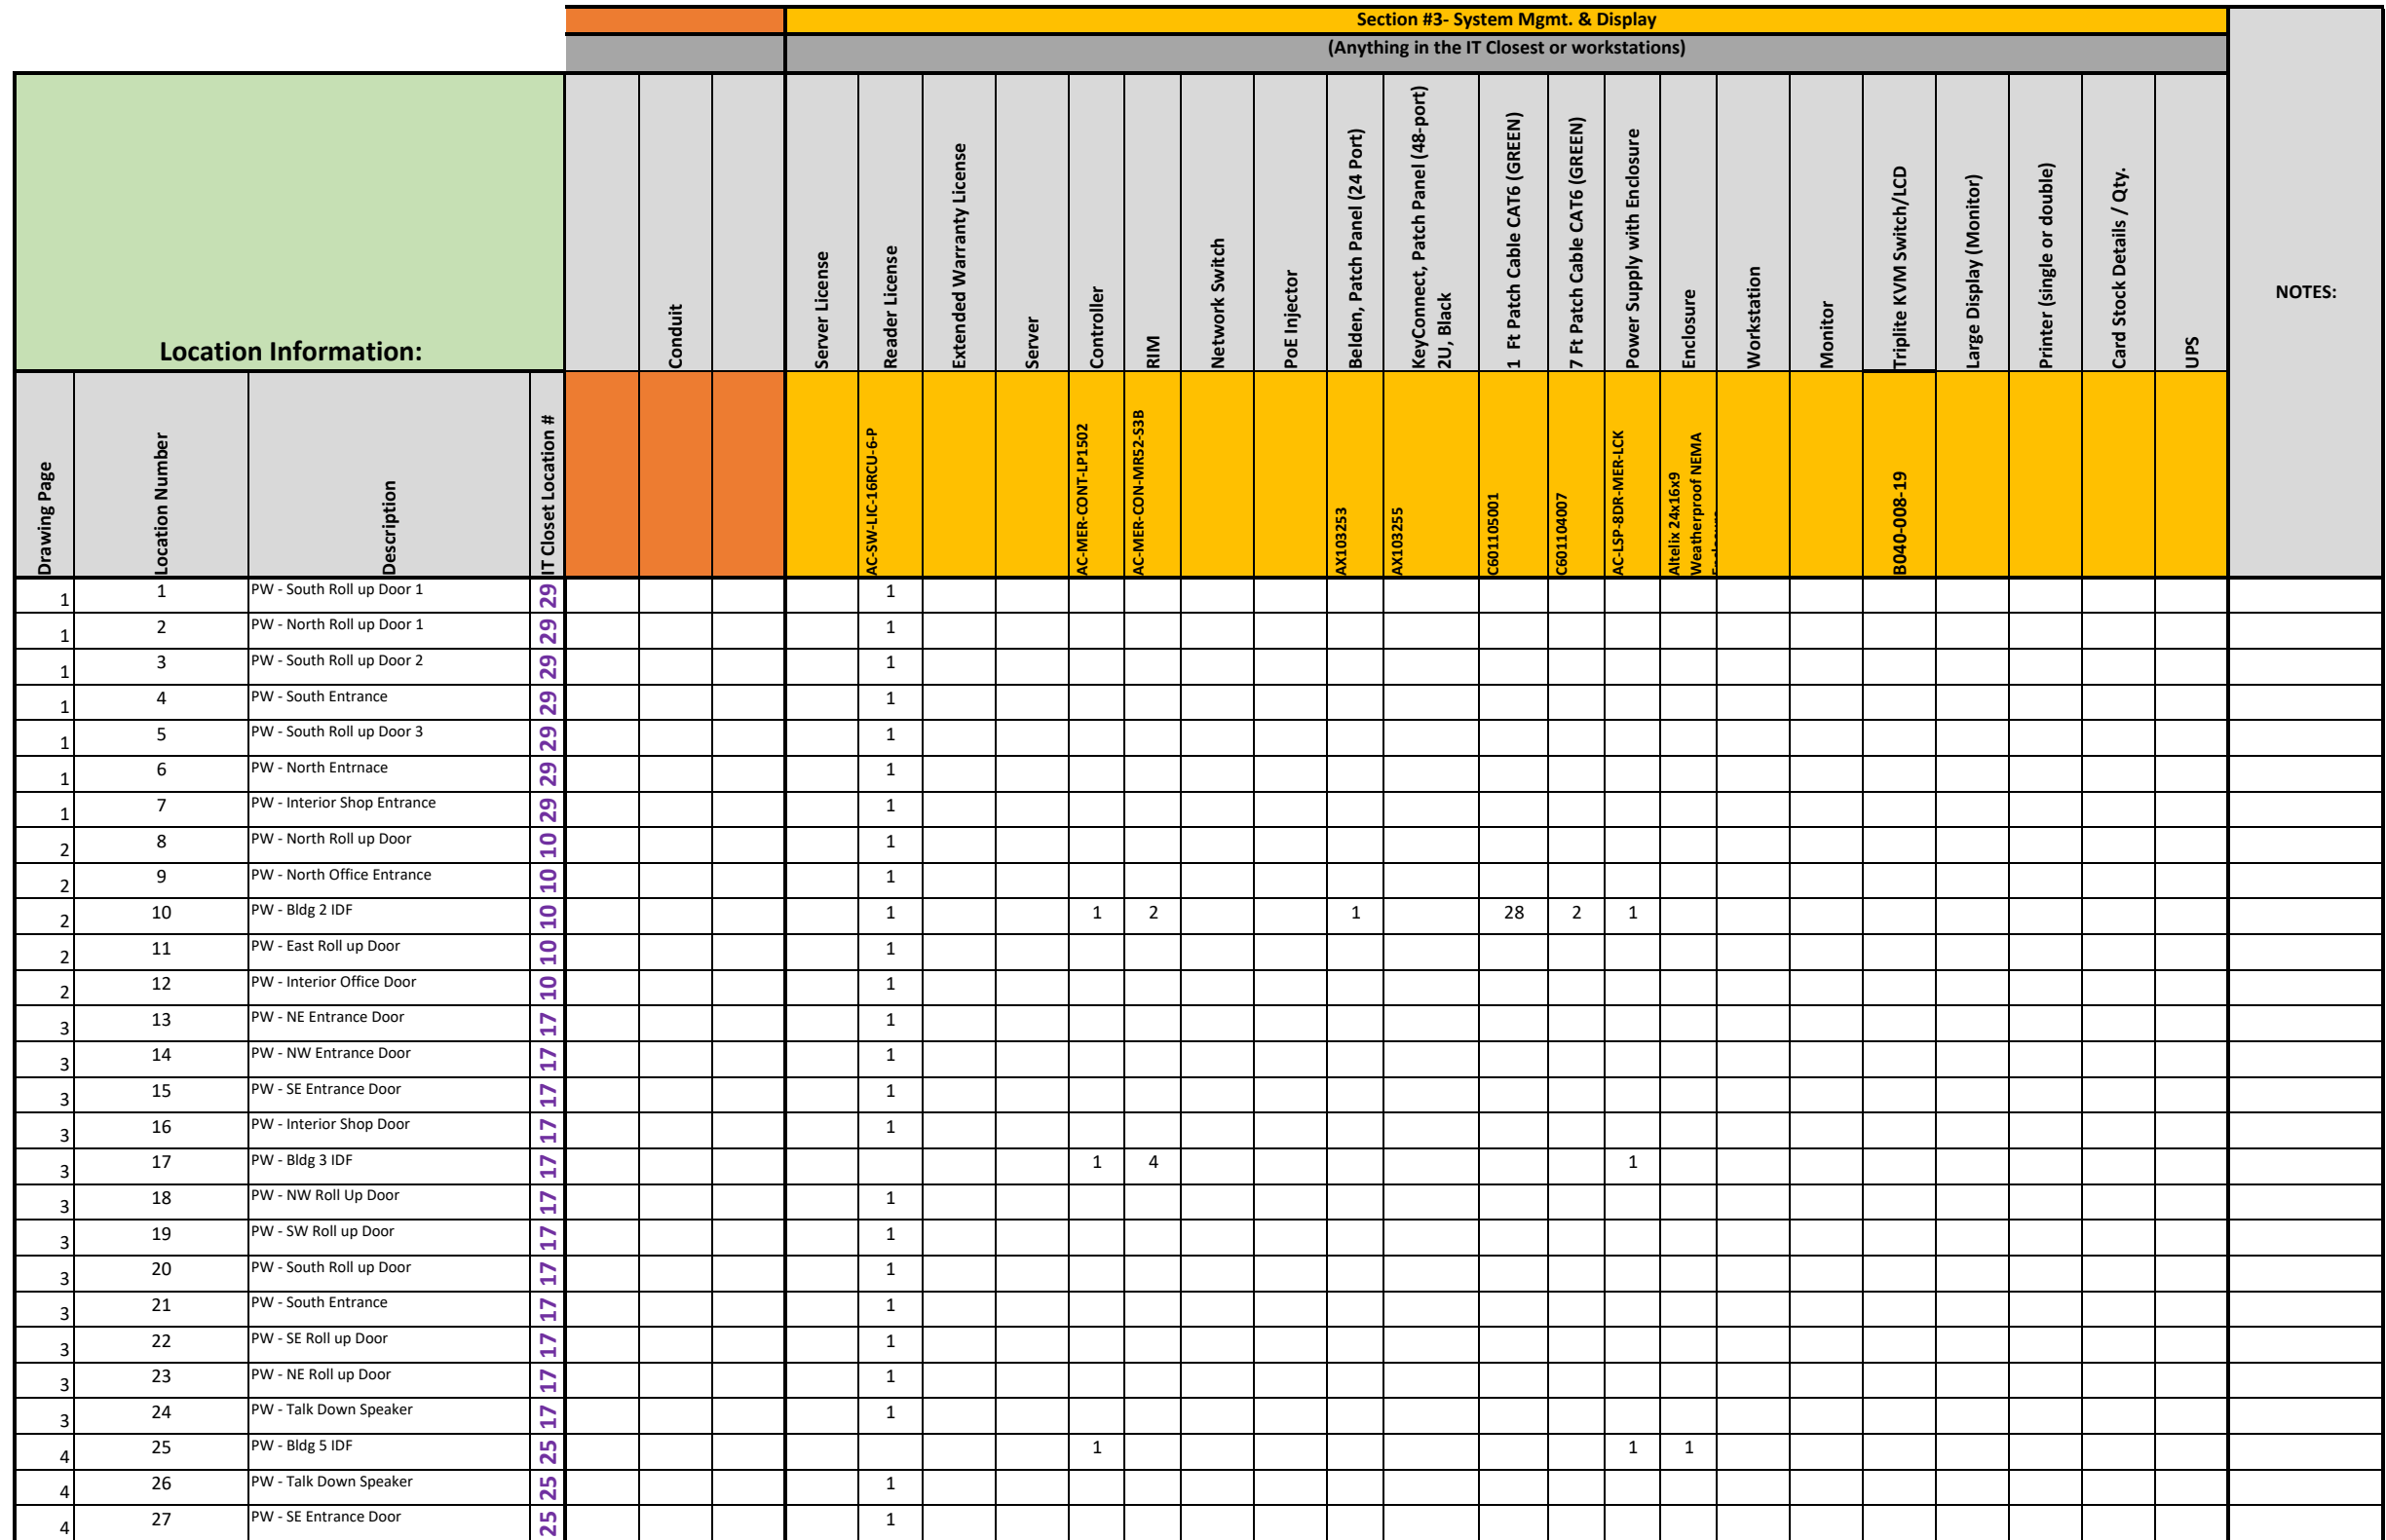 Section #3- System Mgmt. & Display
(Anything in the IT Closest or workstations)
Location Information:
Conduit
Server License
Reader License
Extended Warranty License
Server
Controller
RIM
Network Switch
PoE Injector
Belden, Patch Panel (24 Port)
KeyConnect, Patch Panel (48-port)
2U, Black
1 Ft Patch Cable CAT6 (GREEN)
7 Ft Patch Cable CAT6 (GREEN)
Power Supply with Enclosure
Enclosure
Workstation
Monitor
Triplite KVM Switch/LCD
Large Display (Monitor)
Printer (single or double)
Card Stock Details / Qty.
UPS
NOTES:
Drawing Page
Location Number
Description
IT Closet Location #
AC-SW-LIC-16RCU-6-P
AC-MER-CONT-LP1502
AC-MER-CON-MR52-S3B
AX103253
AX103255
C601105001
C601104007
AC-LSP-8DR-MER-LCK
Altelix 24x16x9
Weatherproof NEMA
B040-008-19
1 1 PW - South Roll up Door 1 29 1
1 2 PW - North Roll up Door 1 29 1
1 3 PW - South Roll up Door 2 29 1
1 4 PW - South Entrance 29 1
1 5 PW - South Roll up Door 3 29 1
1 6 PW - North Entrnace 29 1
1 7 PW - Interior Shop Entrance 29 1
2 8 PW - North Roll up Door 10 1
2 9 PW - North Office Entrance 10 1
2 10 PW - Bldg 2 IDF 10 1 1 2 1 28 2 1
2 11 PW - East Roll up Door 10 1
2 12 PW - Interior Office Door 10 1
3 13 PW - NE Entrance Door 17 1
3 14 PW - NW Entrance Door 17 1
3 15 PW - SE Entrance Door 17 1
3 16 PW - Interior Shop Door 17 1
3 17 PW - Bldg 3 IDF 17 1 4 1
3 18 PW - NW Roll Up Door 17 1
3 19 PW - SW Roll up Door 17 1
3 20 PW - South Roll up Door 17 1
3 21 PW - South Entrance 17 1
3 22 PW - SE Roll up Door 17 1
3 23 PW - NE Roll up Door 17 1
3 24 PW - Talk Down Speaker 17 1
4 25 PW - Bldg 5 IDF 25 1 1 1
4 26 PW - Talk Down Speaker 25 1
4 27 PW - SE Entrance Door 25 1